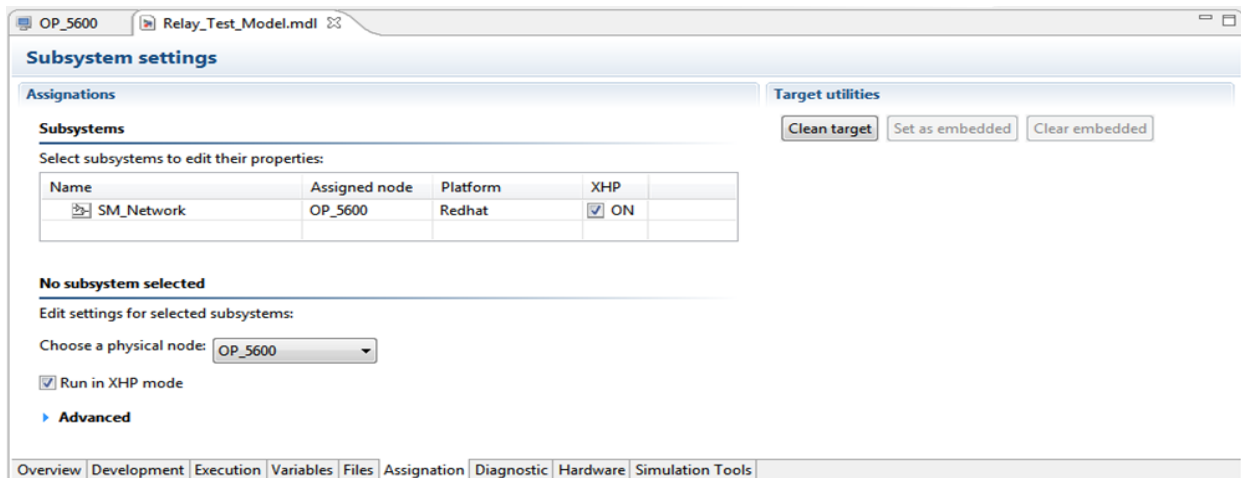 OP_5600 Relay_Test_Model.mdl
Subsystem settings
Assignations
Subsystems
Select subsystems to edit their properties:
Name Assigned node Platform XHP
SM_Network OP_5600 Redhat ON
No subsystem selected
Edit settings for selected subsystems:
Choose a physical node: OP_5600
Run in XHP mode
Advanced
Target utilities
Clean target Set as embedded Clear embedded
Overview Development Execution Variables Files Assignation Diagnostic Hardware Simulation Tools